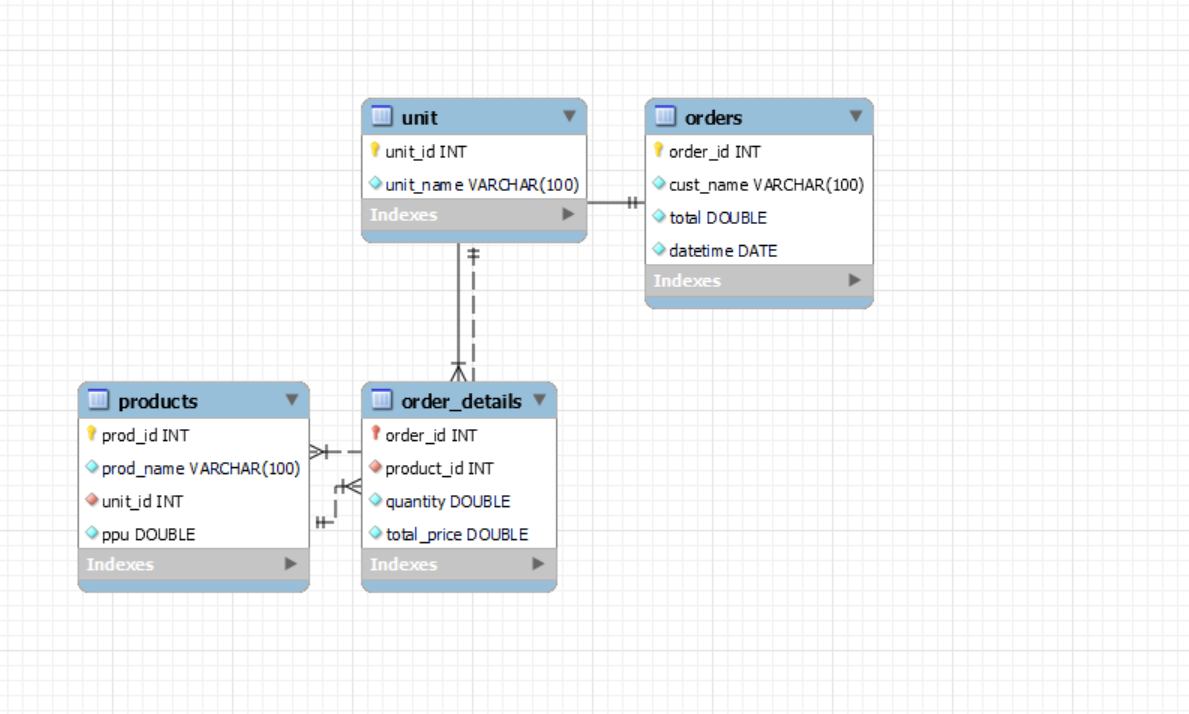 unit
unit_id INT
unit_name VARCHAR(100)
Indexes
orders
order_id INT
cust_name VARCHAR(100)
total DOUBLE
datetime DATE
Indexes
products
prod_id INT
prod_name VARCHAR(100)
unit_id INT
ppu DOUBLE
Indexes
order_details
order_id INT
product_id INT
quantity DOUBLE
total_price DOUBLE
Indexes